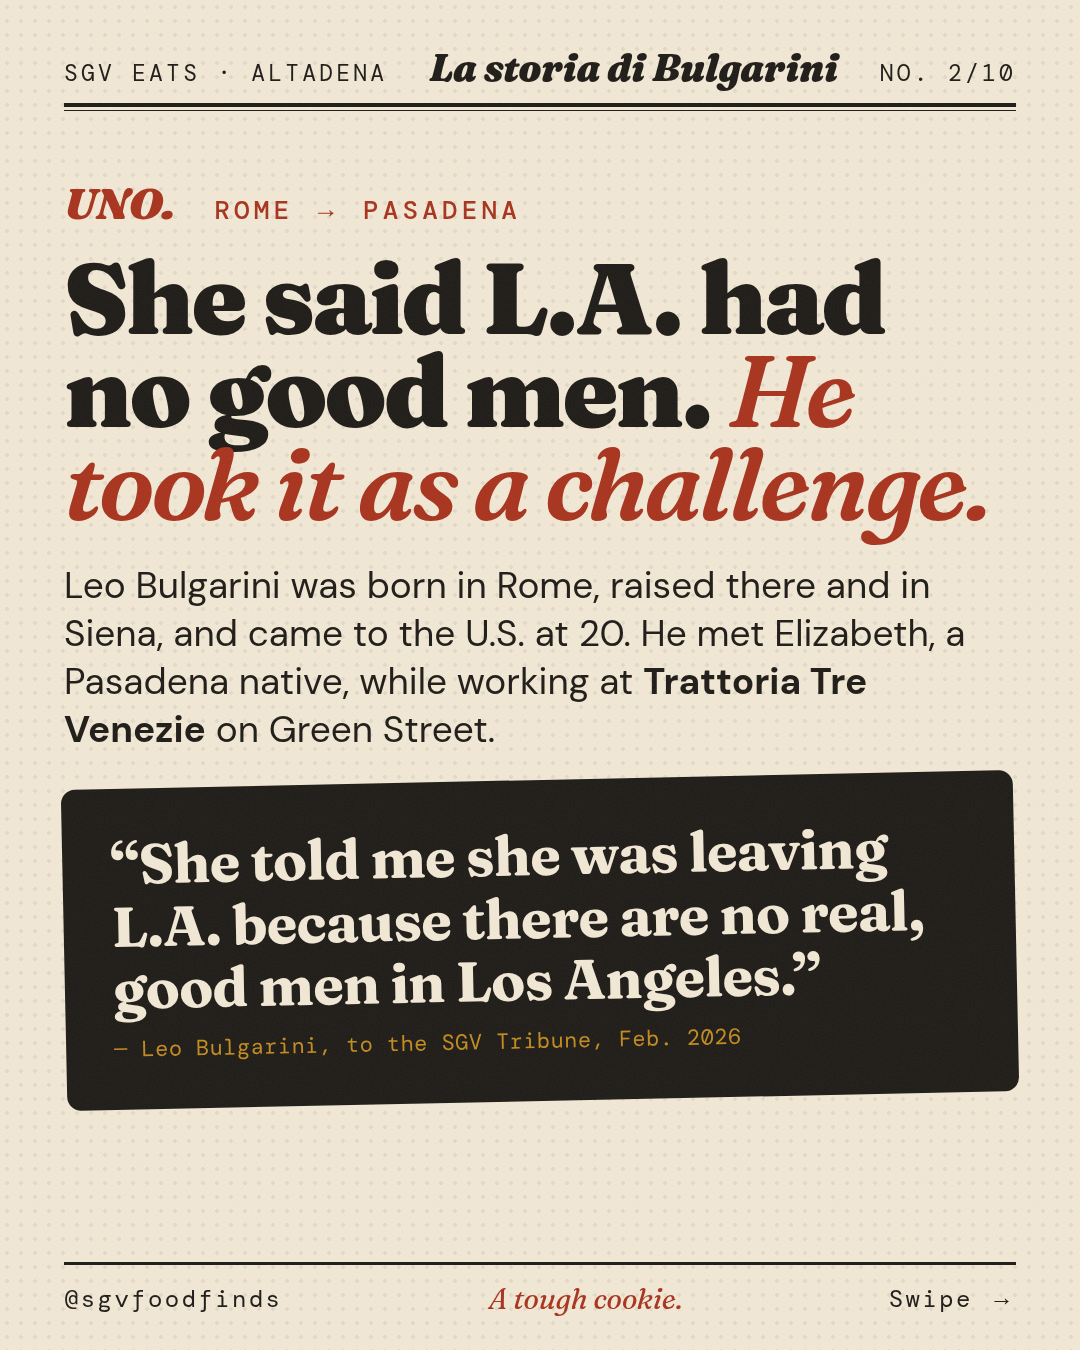 SGV EATS · ALTADENA La storia di Bulgarini NO. 2/10
UNO. ROME → PASADENA
She said L.A. had
no good men. He
took it as a challenge.
Leo Bulgarini was born in Rome, raised there and in
Siena, and came to the U.S. at 20. He met Elizabeth, a
Pasadena native, while working at Trattoria Tre
Venezie on Green Street.
“She told me she was leaving
L.A. because there are no real,
good men in Los Angeles.”
— Leo Bulgarini, to the SGV Tribune, Feb. 2026
@sgvfoodfinds A tough cookie. Swipe →